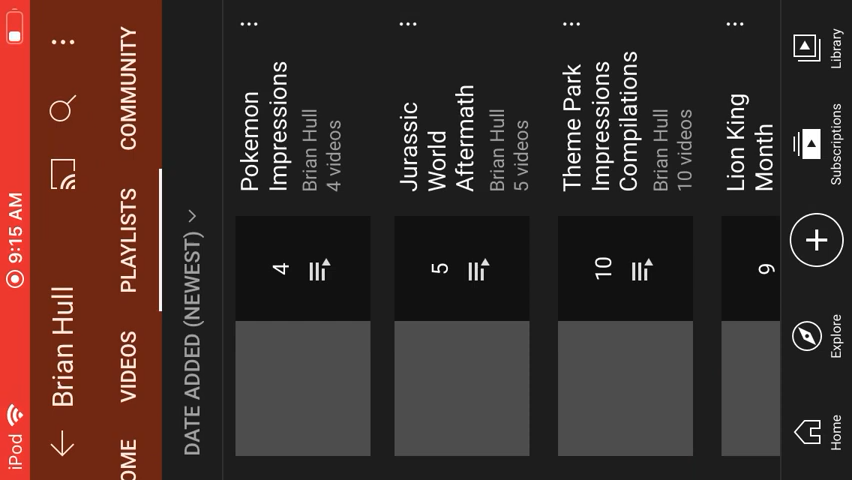 iPod 9:15 AM
Brian Hull
OME VIDEOS PLAYLISTS COMMUNITY
DATE ADDED (NEWEST)
4
Pokemon
Impressions
Brian Hull
4 videos
5
Jurassic
World
Aftermath
Brian Hull
5 videos
10
Theme Park
Impressions
Compilations
Brian Hull
10 videos
9
Lion King
Month
Home Explore Subscriptions Library